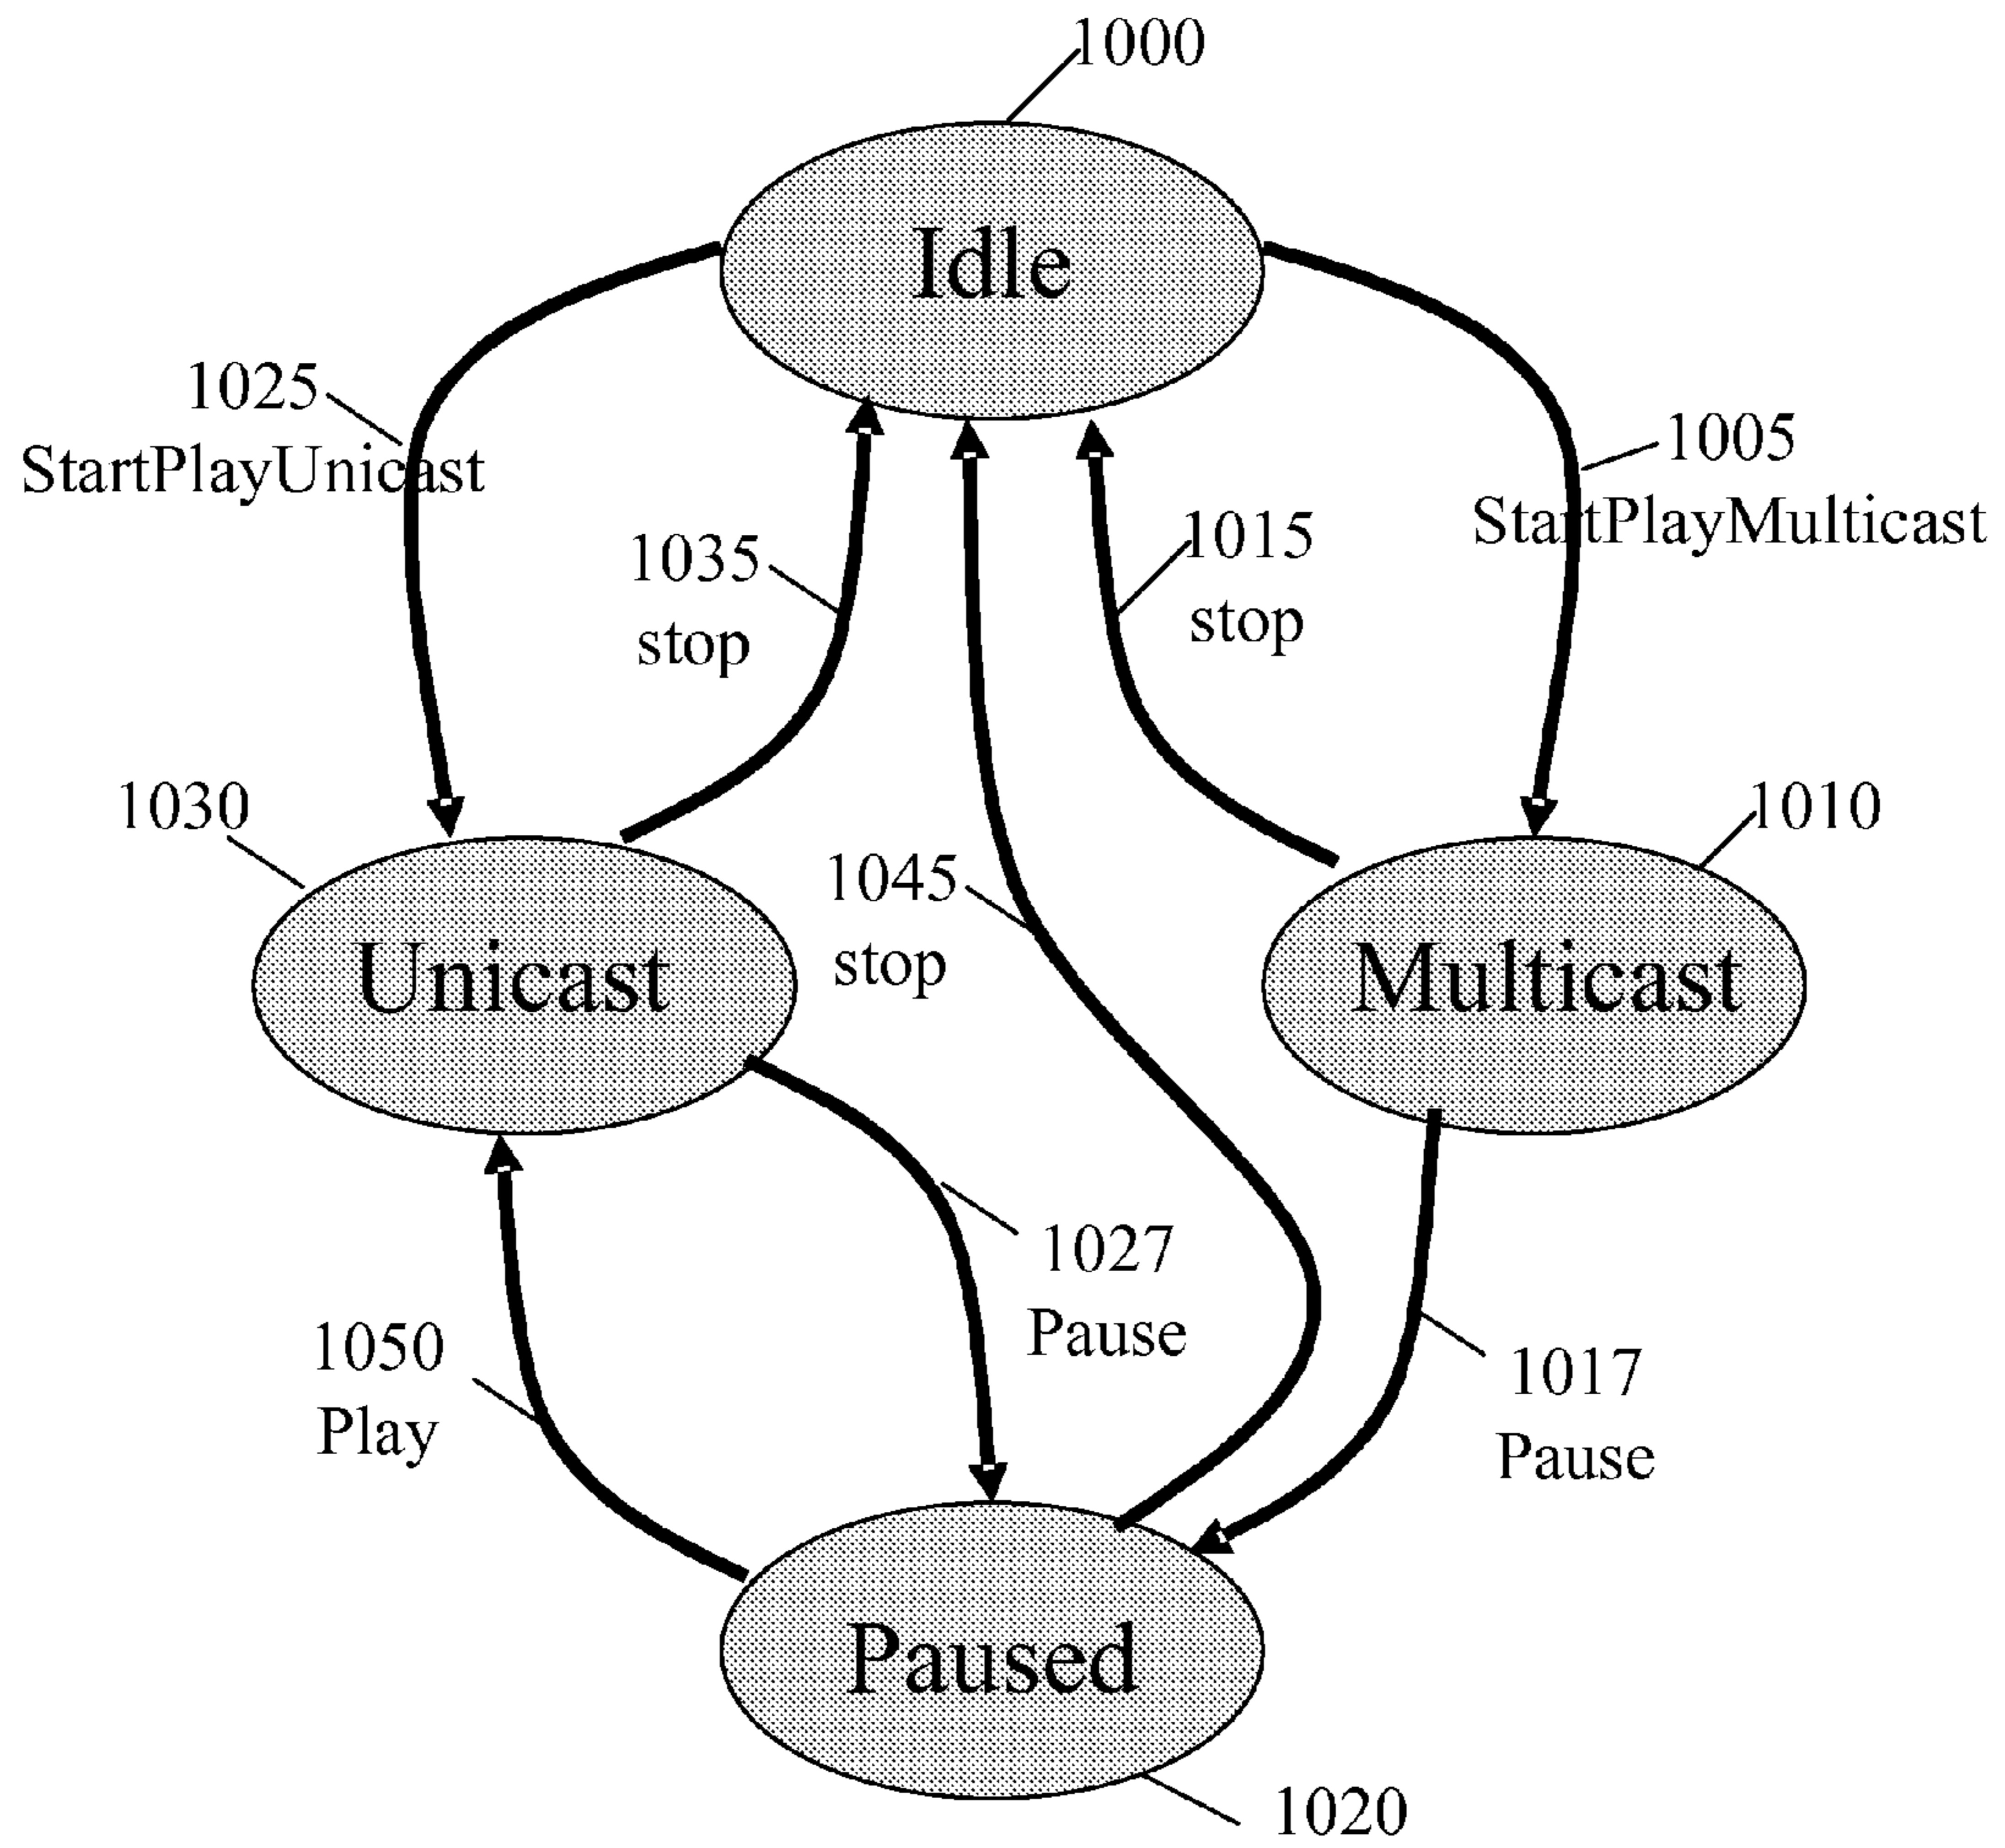 1000
Idle
1025
StartPlayUnicast
1005
StartPlayMulticast
1035
stop
1015
stop
1030
1010
1045
stop
Unicast
Multicast
1027
Pause
1050
Play
1017
Pause
Paused
1020